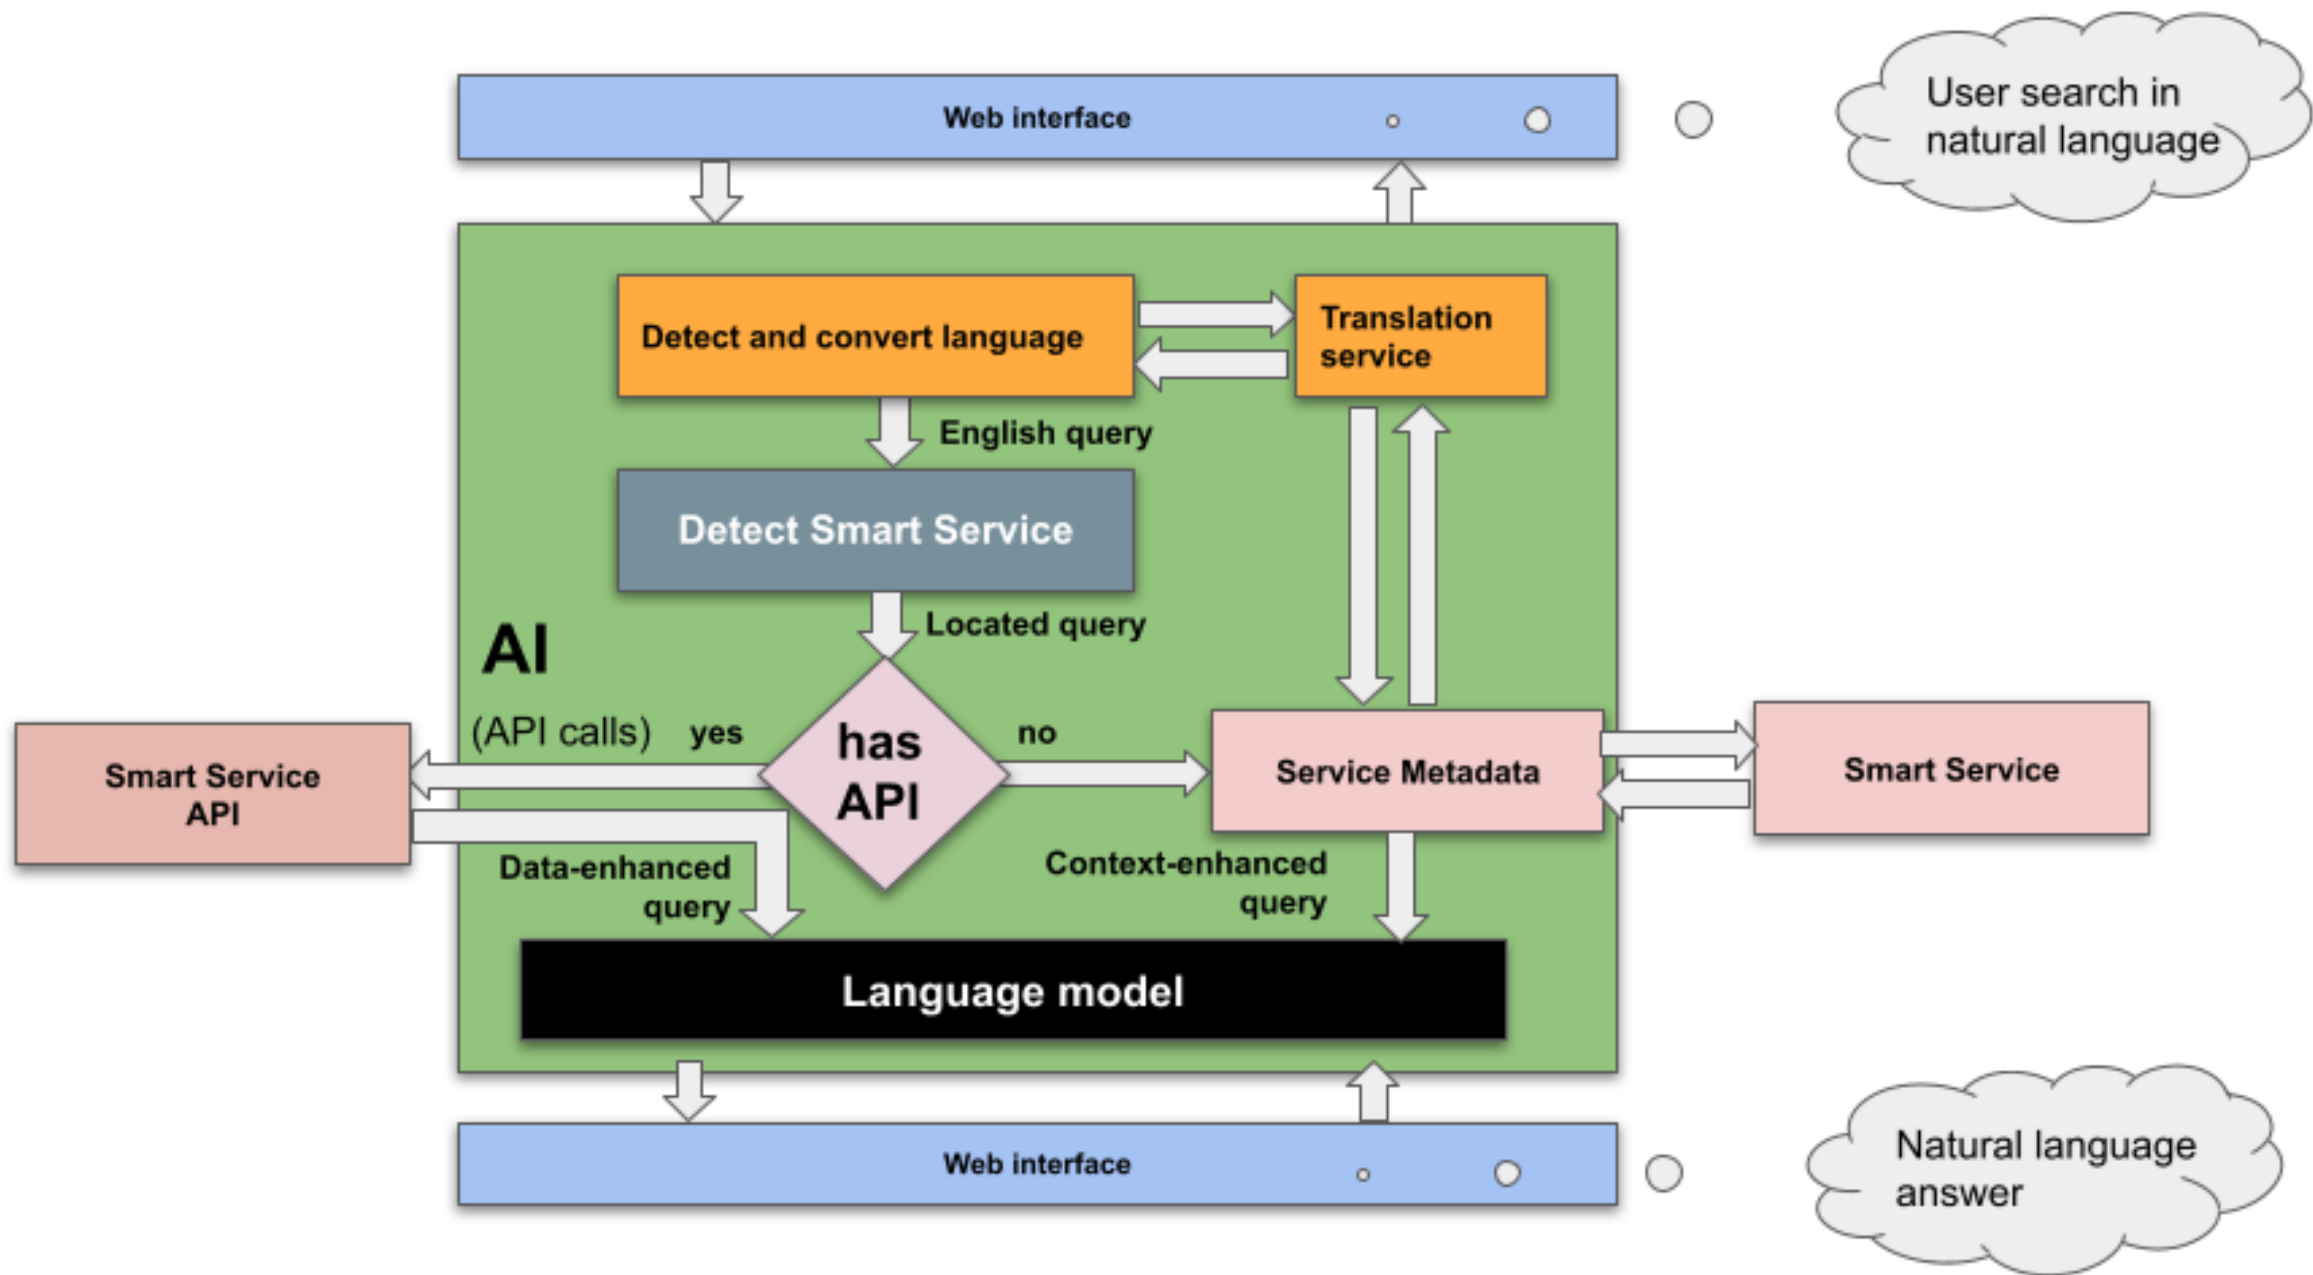 Web interface
User search in
natural language
Detect and convert language
Translation
service
English query
Detect Smart Service
Located query
AI
(API calls)
yes
has
API
no
Smart Service
API
Service Metadata
Smart Service
Data-enhanced
query
Context-enhanced
query
Language model
Web interface
Natural language
answer